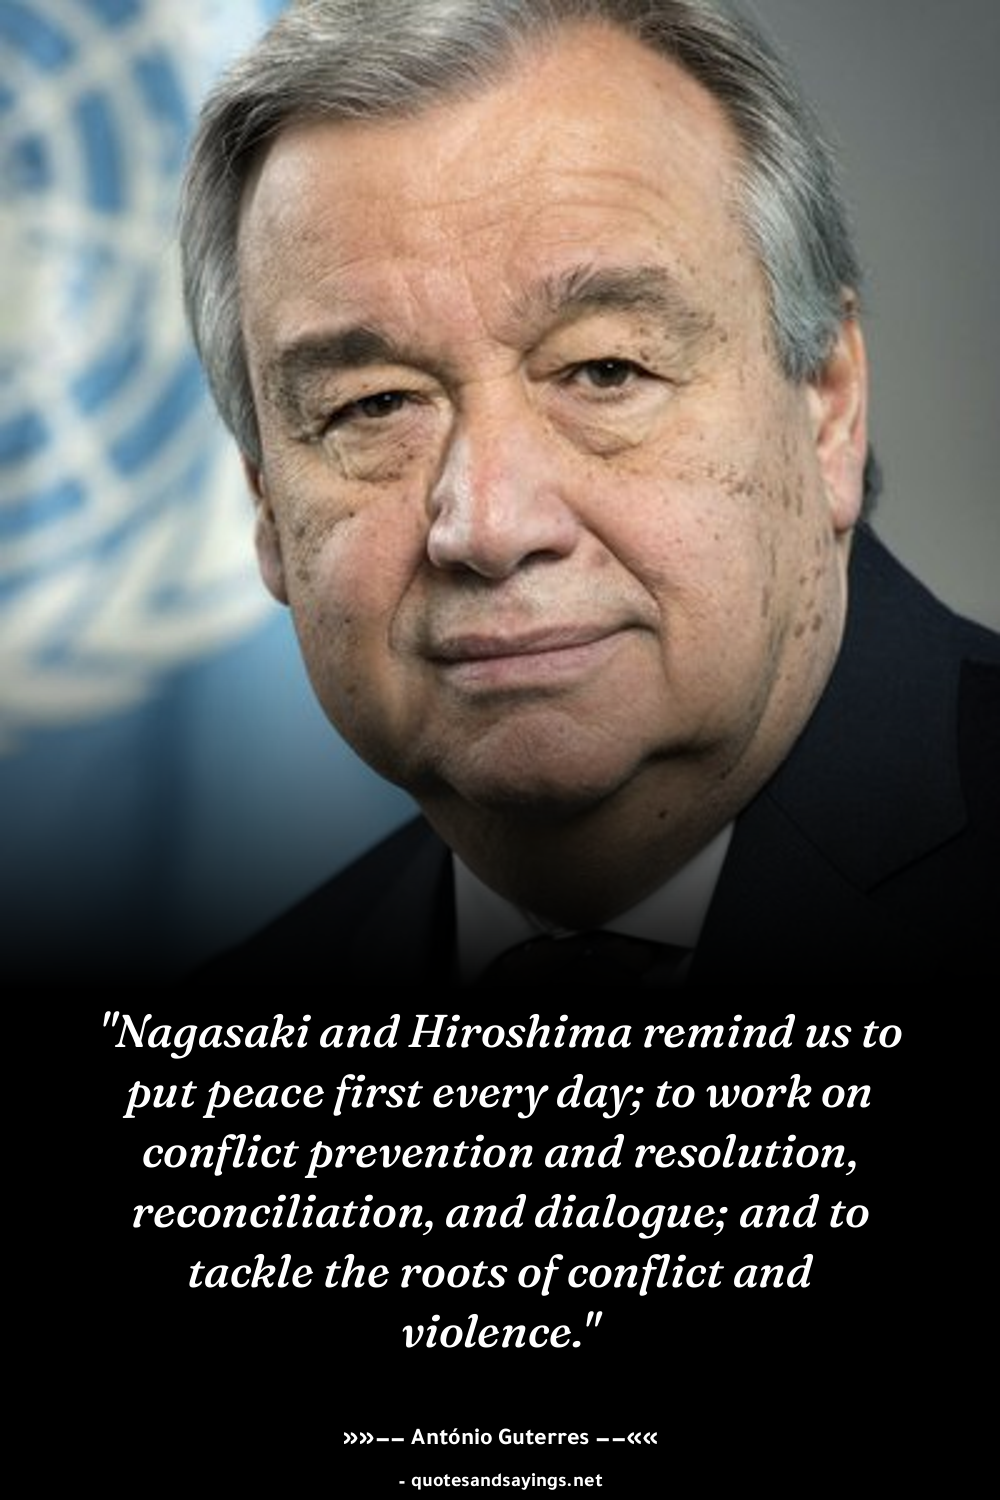 "Nagasaki and Hiroshima remind us to
put peace first every day; to work on
conflict prevention and resolution,
reconciliation, and dialogue; and to
tackle the roots of conflict and
violence."
»»−− António Guterres −−««
- quotesandsayings.net